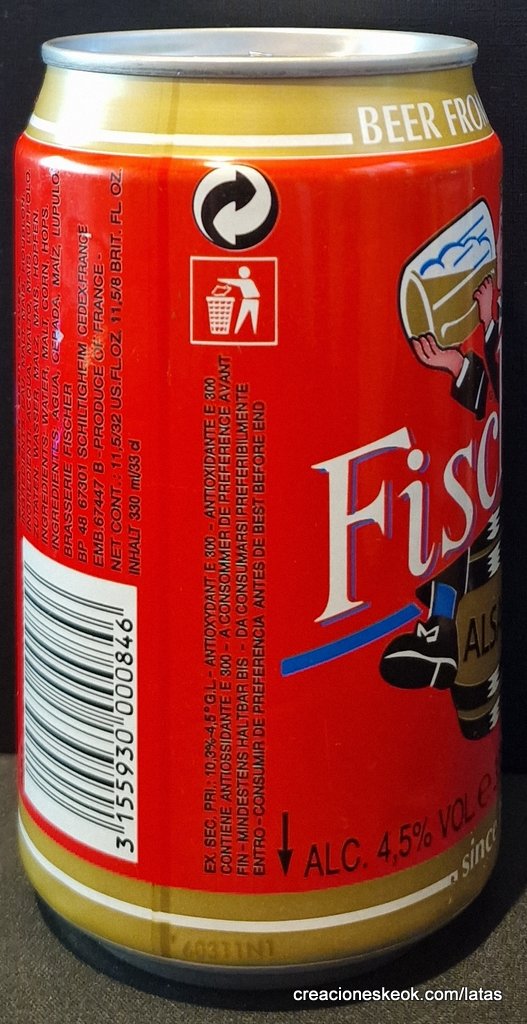 BEER FRO
ZUTATEN: WASSER, MALZ, MAIS, HOPFEN.
INGREDIENTS: WATER, MALT, CORN, HOPS.
INGREDIENTES: AGUA, CEBADA, MAÍZ, LUPULO.
BRASSERIE FISCHER
BP 48 67301 SCHILTIGHEIM CEDEX-FRANCE
EMB.67447 B - PRODUCE OF FRANCE -
NET CONT.: 11,5/32 US.FL.OZ 11,5/8 BRIT. FL OZ.
INHALT 330 ml/33 cl
3 155930 000846
EX. SEC. PRI.: 10,3%-4,5° G.L.- ANTIOXYDANT E 300 - ANTIOXIDANTE E 300
CONTIENE ANTIOSSIDANTE E 300 - A CONSOMMER DE PREFERENCE AVANT
FIN - MINDESTENS HALTBAR BIS - DA CONSUMARSI PREFERIBILMENTE
ENTRO - CONSUMIR DE PREFERENCIA ANTES DE BEST BEFORE END
Fisc
ALS
ALC. 4,5% VOL e
since
60311N1
creacioneskeok.com/latas